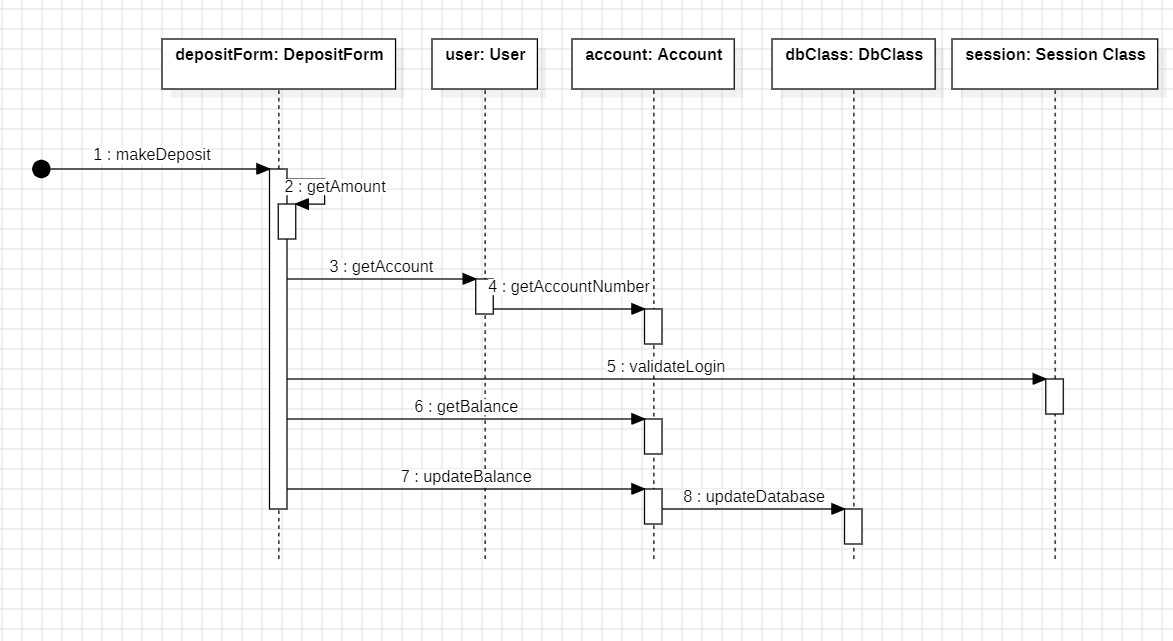 depositForm: DepositForm
user: User
account: Account
dbClass: DbClass
session: Session Class
1 : makeDeposit
2 : getAmount
3 : getAccount
4 : getAccountNumber
5 : validateLogin
6 : getBalance
7 : updateBalance
8 : updateDatabase